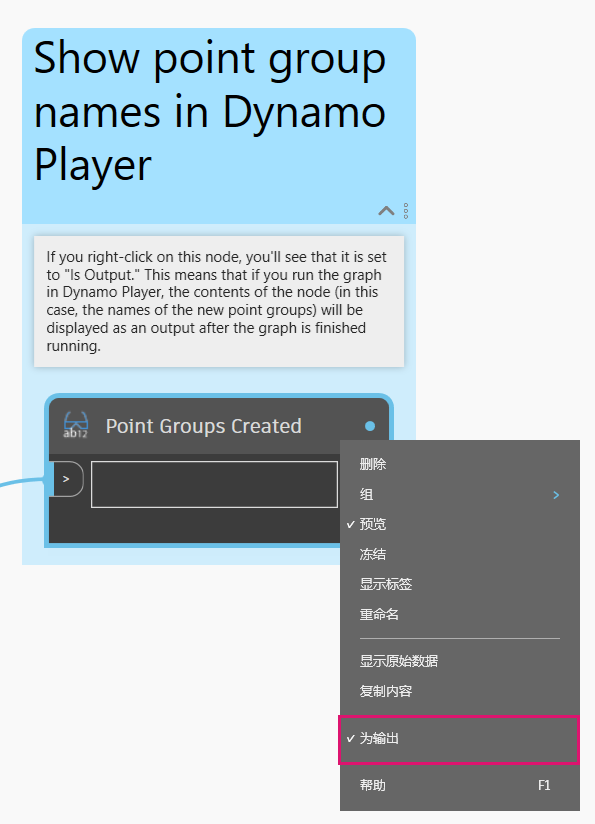 Show point group
names in Dynamo
Player
If you right-click on this node, you'll see that it is set
to "Is Output." This means that if you run the graph
in Dynamo Player, the contents of the node (in this
case, the names of the new point groups) will be
displayed as an output after the graph is finished
running.
ab12
Point Groups Created
>
删除
组
预览
冻结
显示标签
重命名
显示原始数据
复制内容
为输出
帮助 F1